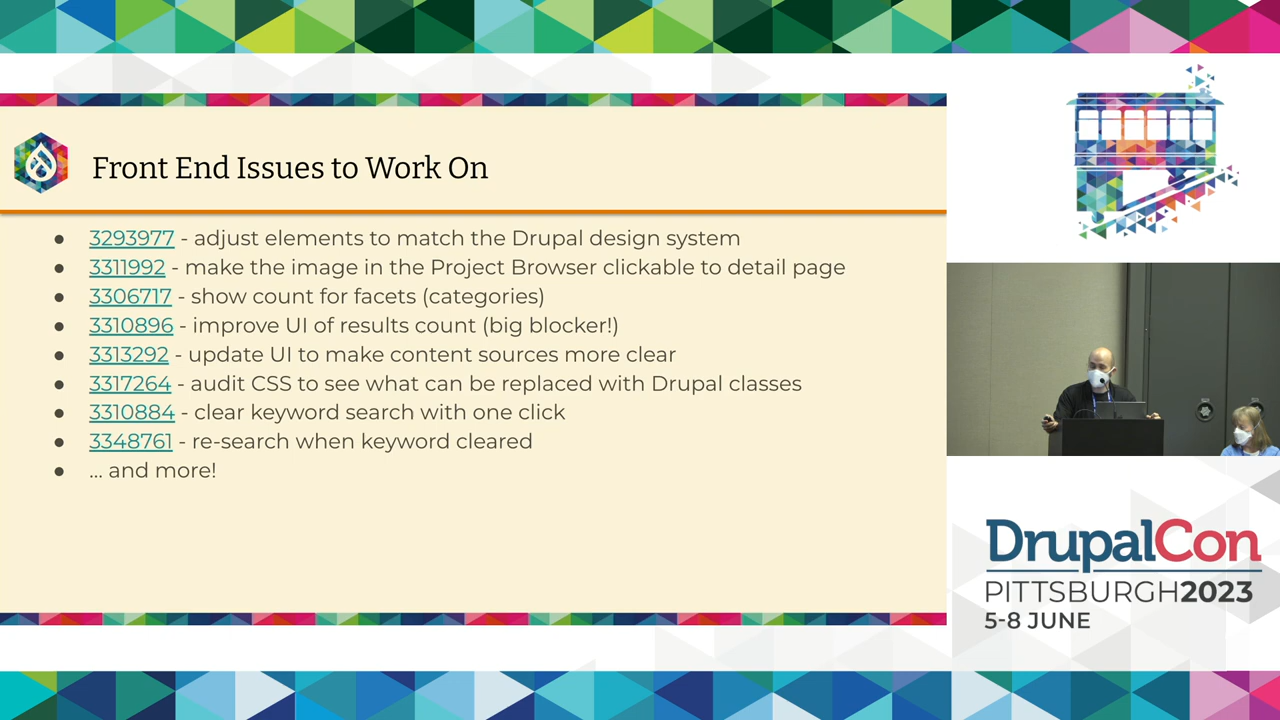 Front End Issues to Work On
● 3293977 - adjust elements to match the Drupal design system
● 3311992 - make the image in the Project Browser clickable to detail page
● 3306717 - show count for facets (categories)
● 3310896 - improve UI of results count (big blocker!)
● 3313292 - update UI to make content sources more clear
● 3317264 - audit CSS to see what can be replaced with Drupal classes
● 3310884 - clear keyword search with one click
● 3348761 - re-search when keyword cleared
● ... and more!
DrupalCon
PITTSBURGH2023
5-8 JUNE